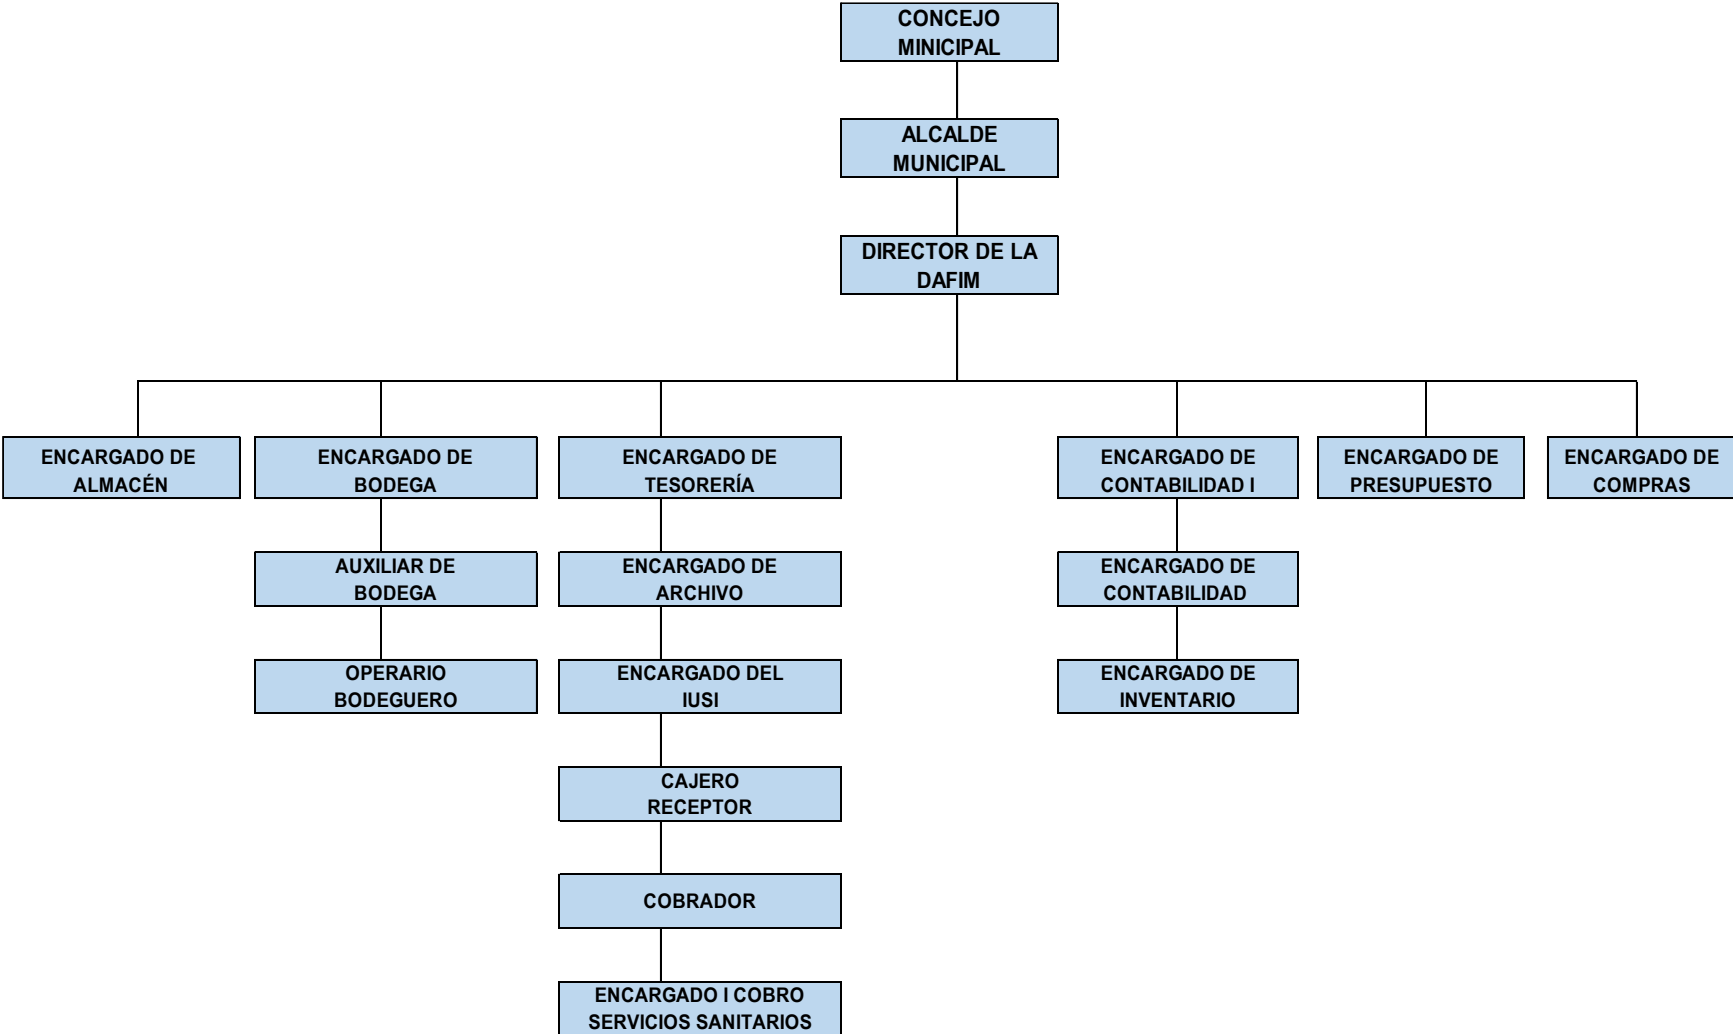 CONCEJO
MINICIPAL
ALCALDE
MUNICIPAL
DIRECTOR DE LA
DAFIM
ENCARGADO DE
ALMACÉN
ENCARGADO DE
BODEGA
ENCARGADO DE
TESORERÍA
ENCARGADO DE
CONTABILIDAD I
ENCARGADO DE
PRESUPUESTO
ENCARGADO DE
COMPRAS
AUXILIAR DE
BODEGA
ENCARGADO DE
ARCHIVO
ENCARGADO DE
CONTABILIDAD
OPERARIO
BODEGUERO
ENCARGADO DEL
IUSI
ENCARGADO DE
INVENTARIO
CAJERO
RECEPTOR
COBRADOR
ENCARGADO I COBRO
SERVICIOS SANITARIOS